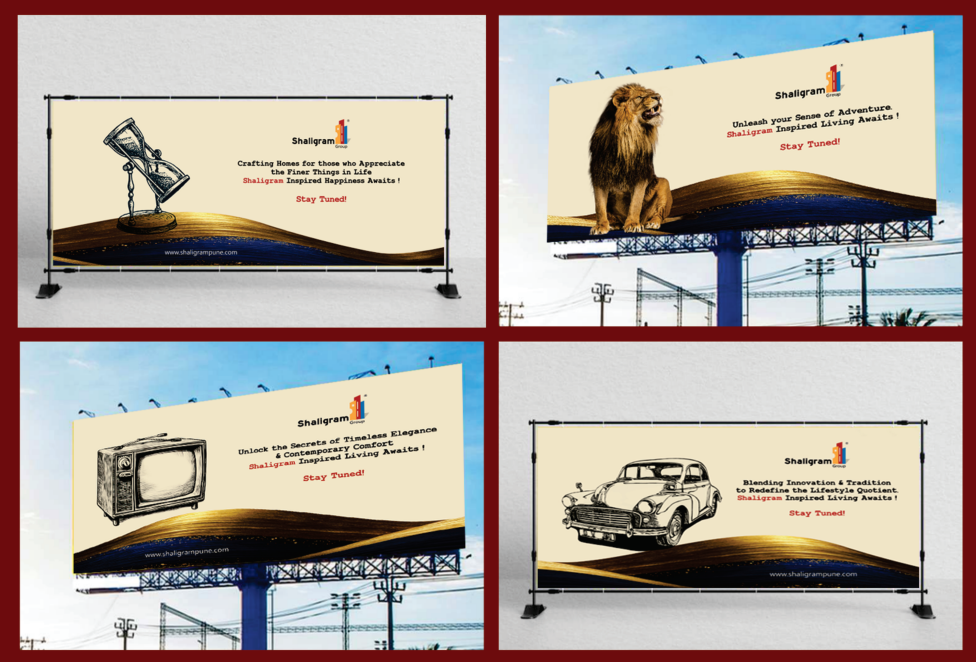 Shaligram
Group
Crafting Homes for those who Appreciate
the Finer Things in Life
Shaligram Inspired Happiness Awaits !
Stay Tuned!
www.shaligrampune.com
Shaligram
Group
Unleash your Sense of Adventure.
Shaligram Inspired Living Awaits !
Stay Tuned!
Shaligram
Group
Unlock the Secrets of Timeless Elegance
& Contemporary Comfort
Shaligram Inspired Living Awaits !
Stay Tuned!
www.shaligrampune.com
Shaligram
Group
Blending Innovation & Tradition
to Redefine the Lifestyle Quotient.
Shaligram Inspired Living Awaits !
Stay Tuned!
www.shaligrampune.com